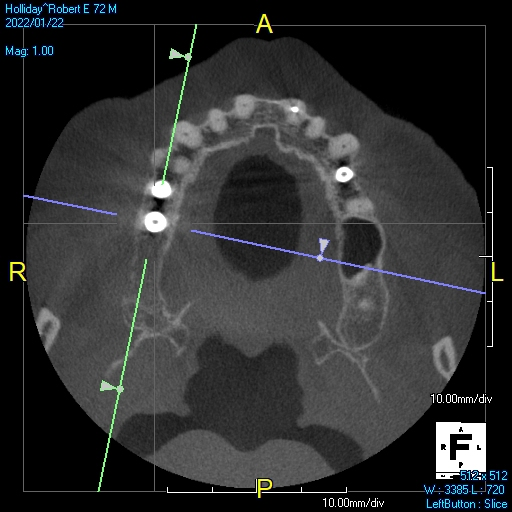 Holliday^Robert E 72 M
2022/01/22
Mag: 1.00
A
R
L
10.00mm/div
A
R F L
P
P
10.00mm/div
512 x 512
W : 3385 L : 720
LeftButton : Slice